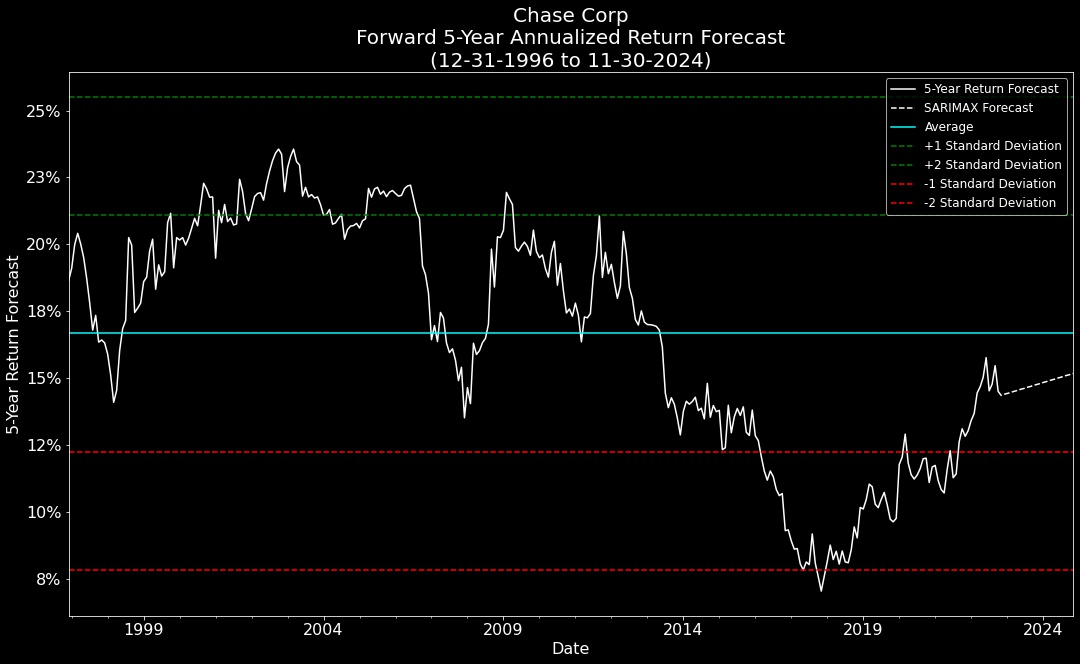 Chase Corp
Forward 5-Year Annualized Return Forecast
(12-31-1996 to 11-30-2024)
5-Year Return Forecast
25%
23%
20%
18%
15%
12%
10%
8%
5-Year Return Forecast
SARIMAX Forecast
Average
+1 Standard Deviation
+2 Standard Deviation
-1 Standard Deviation
-2 Standard Deviation
1999
2004
2009
2014
2019
2024
Date